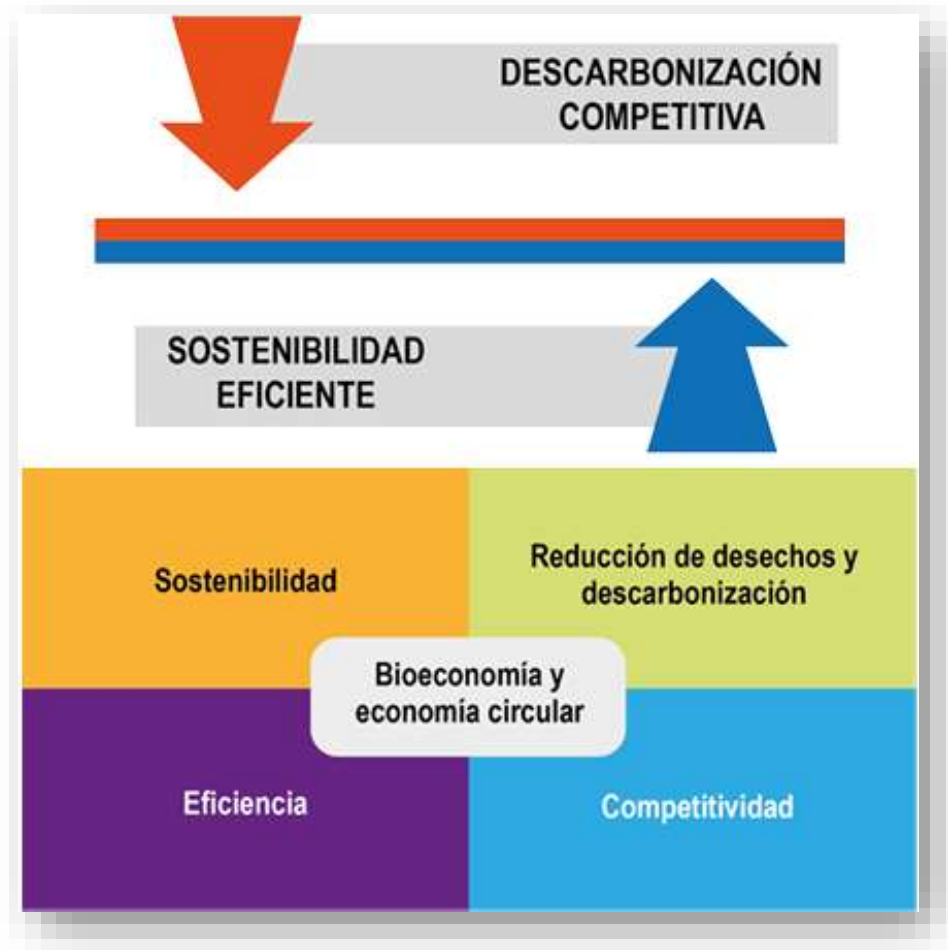 DESCARBONIZACIÓN
COMPETITIVA
SOSTENIBILIDAD
EFICIENTE
Sostenibilidad
Reducción de desechos y
descarbonización
Bioeconomía y
economía circular
Eficiencia
Competitividad